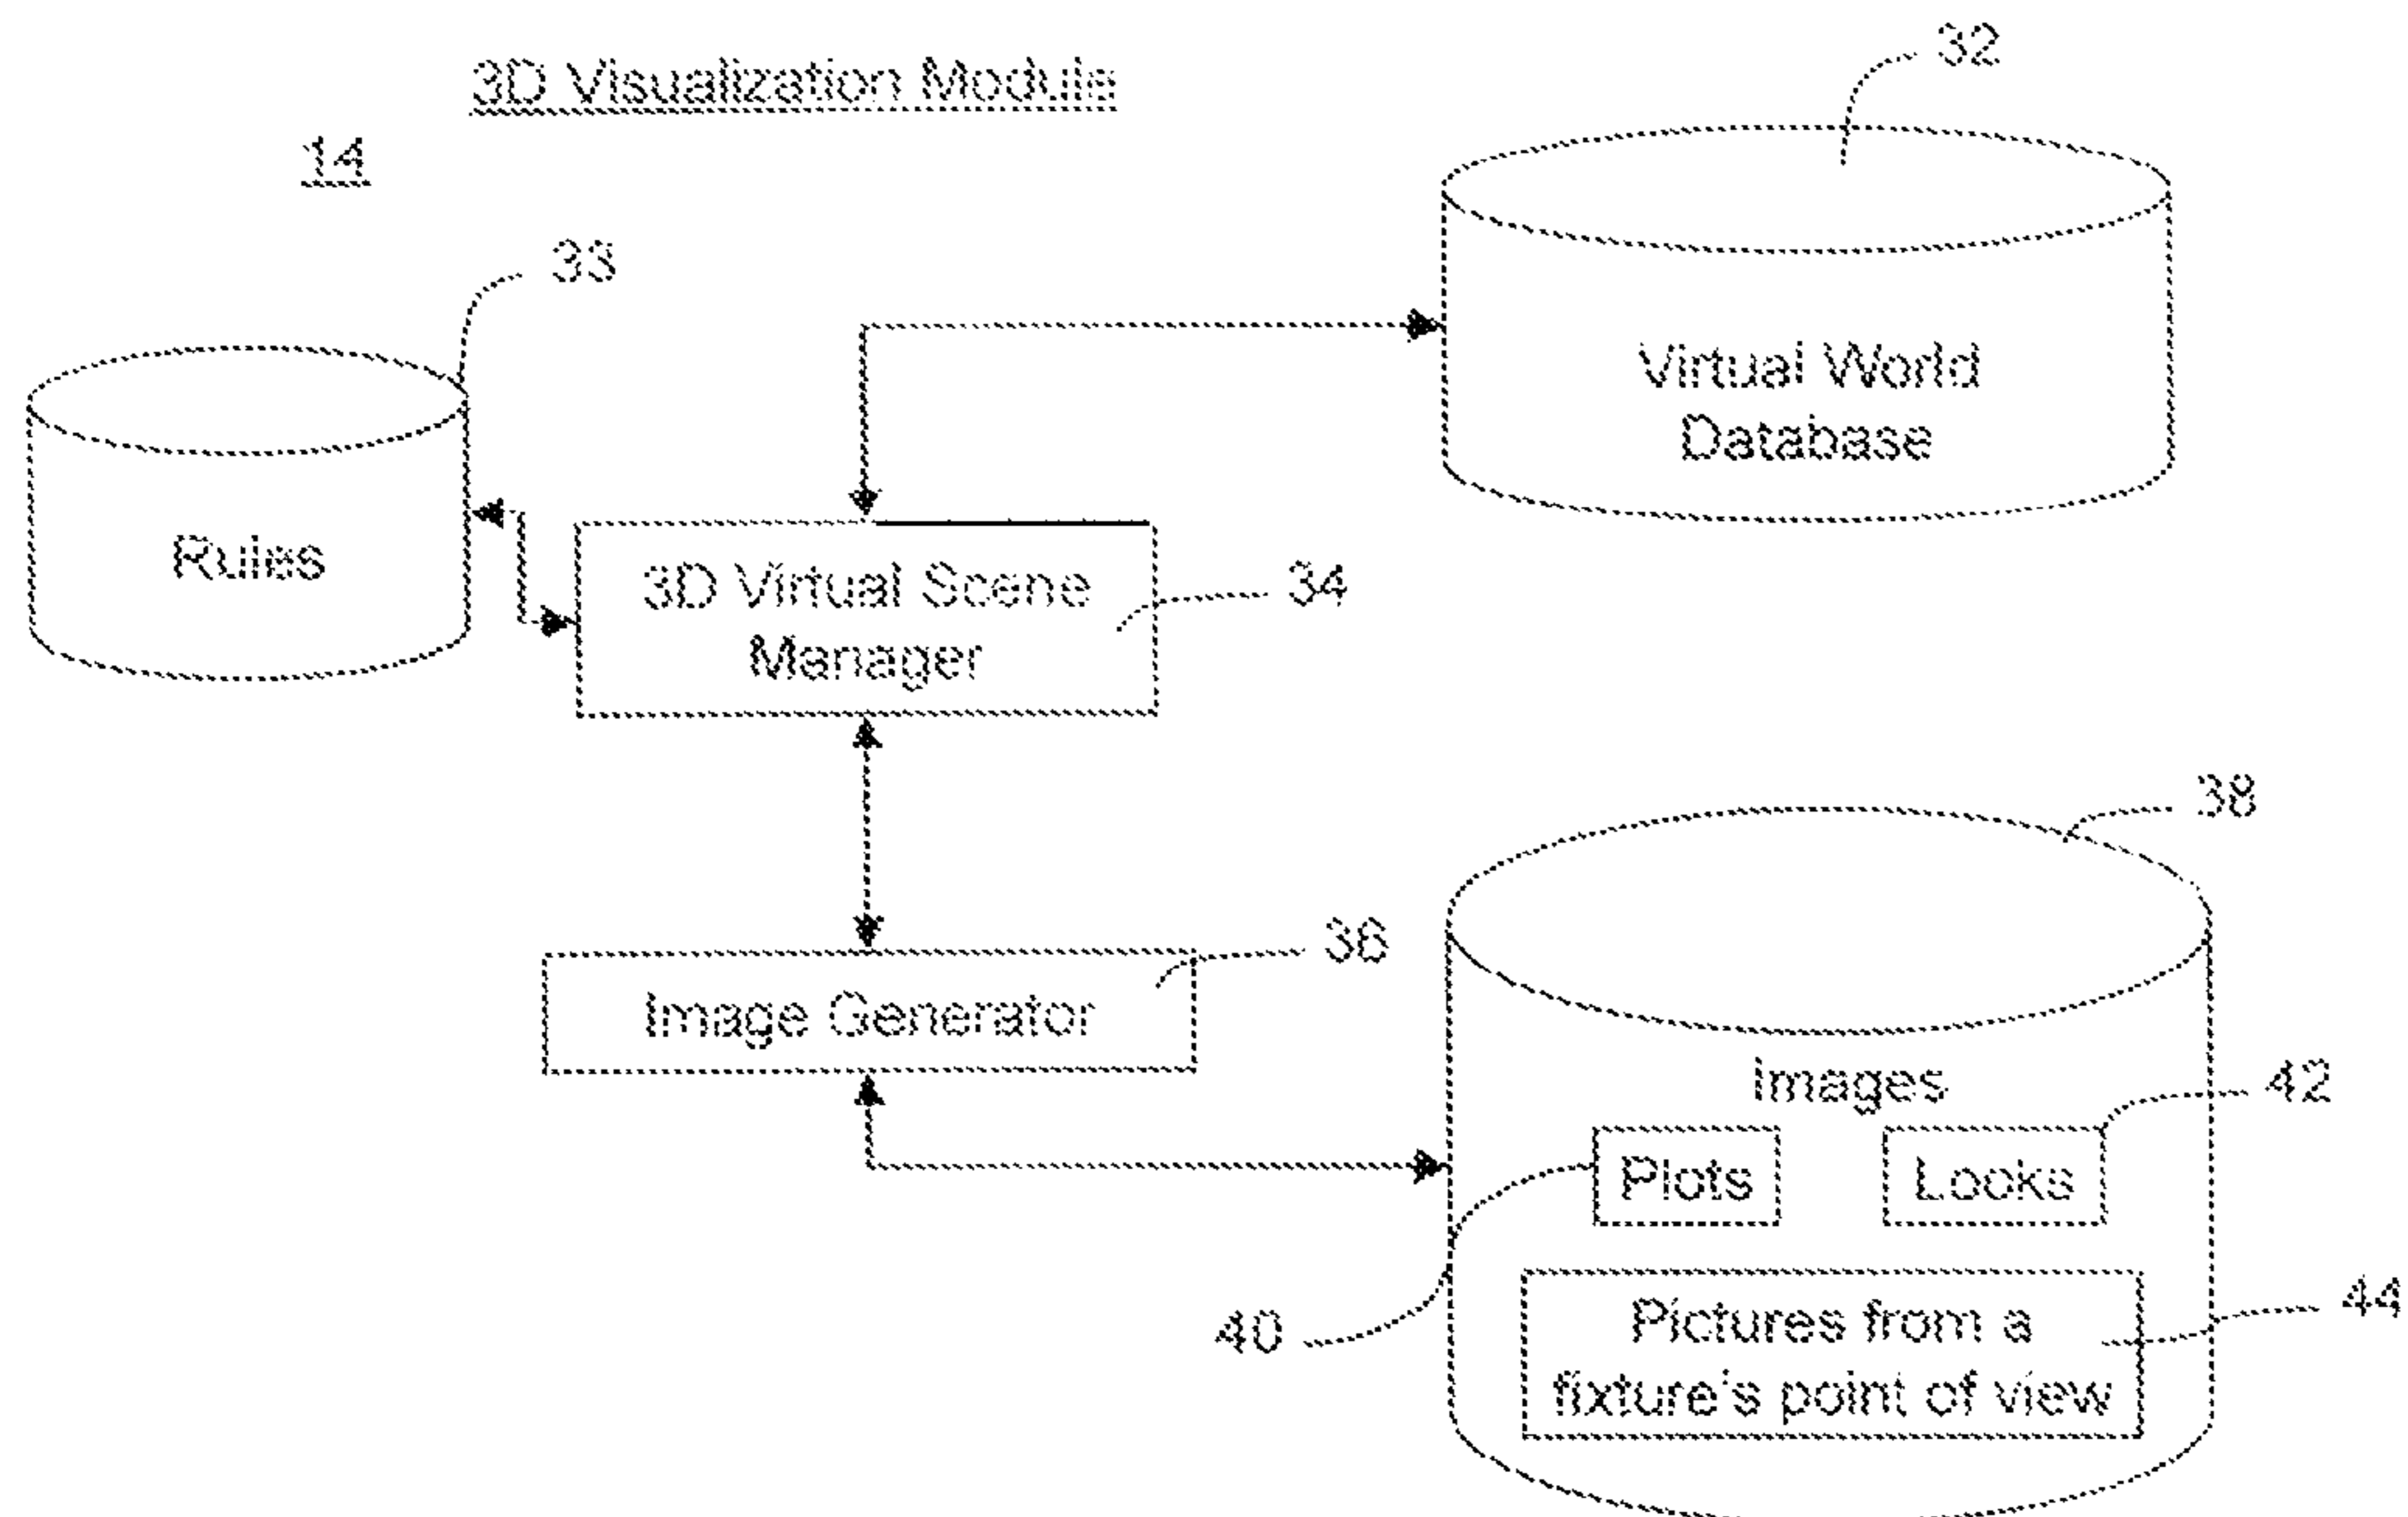 3D Visualization Module
14
32
33
Virtual World
Database
Rules
3D Virtual Scene
Manager
34
38
36
Image Generator
Images
42
Plots
Looks
40
44
Pictures from a
fixture's point of view